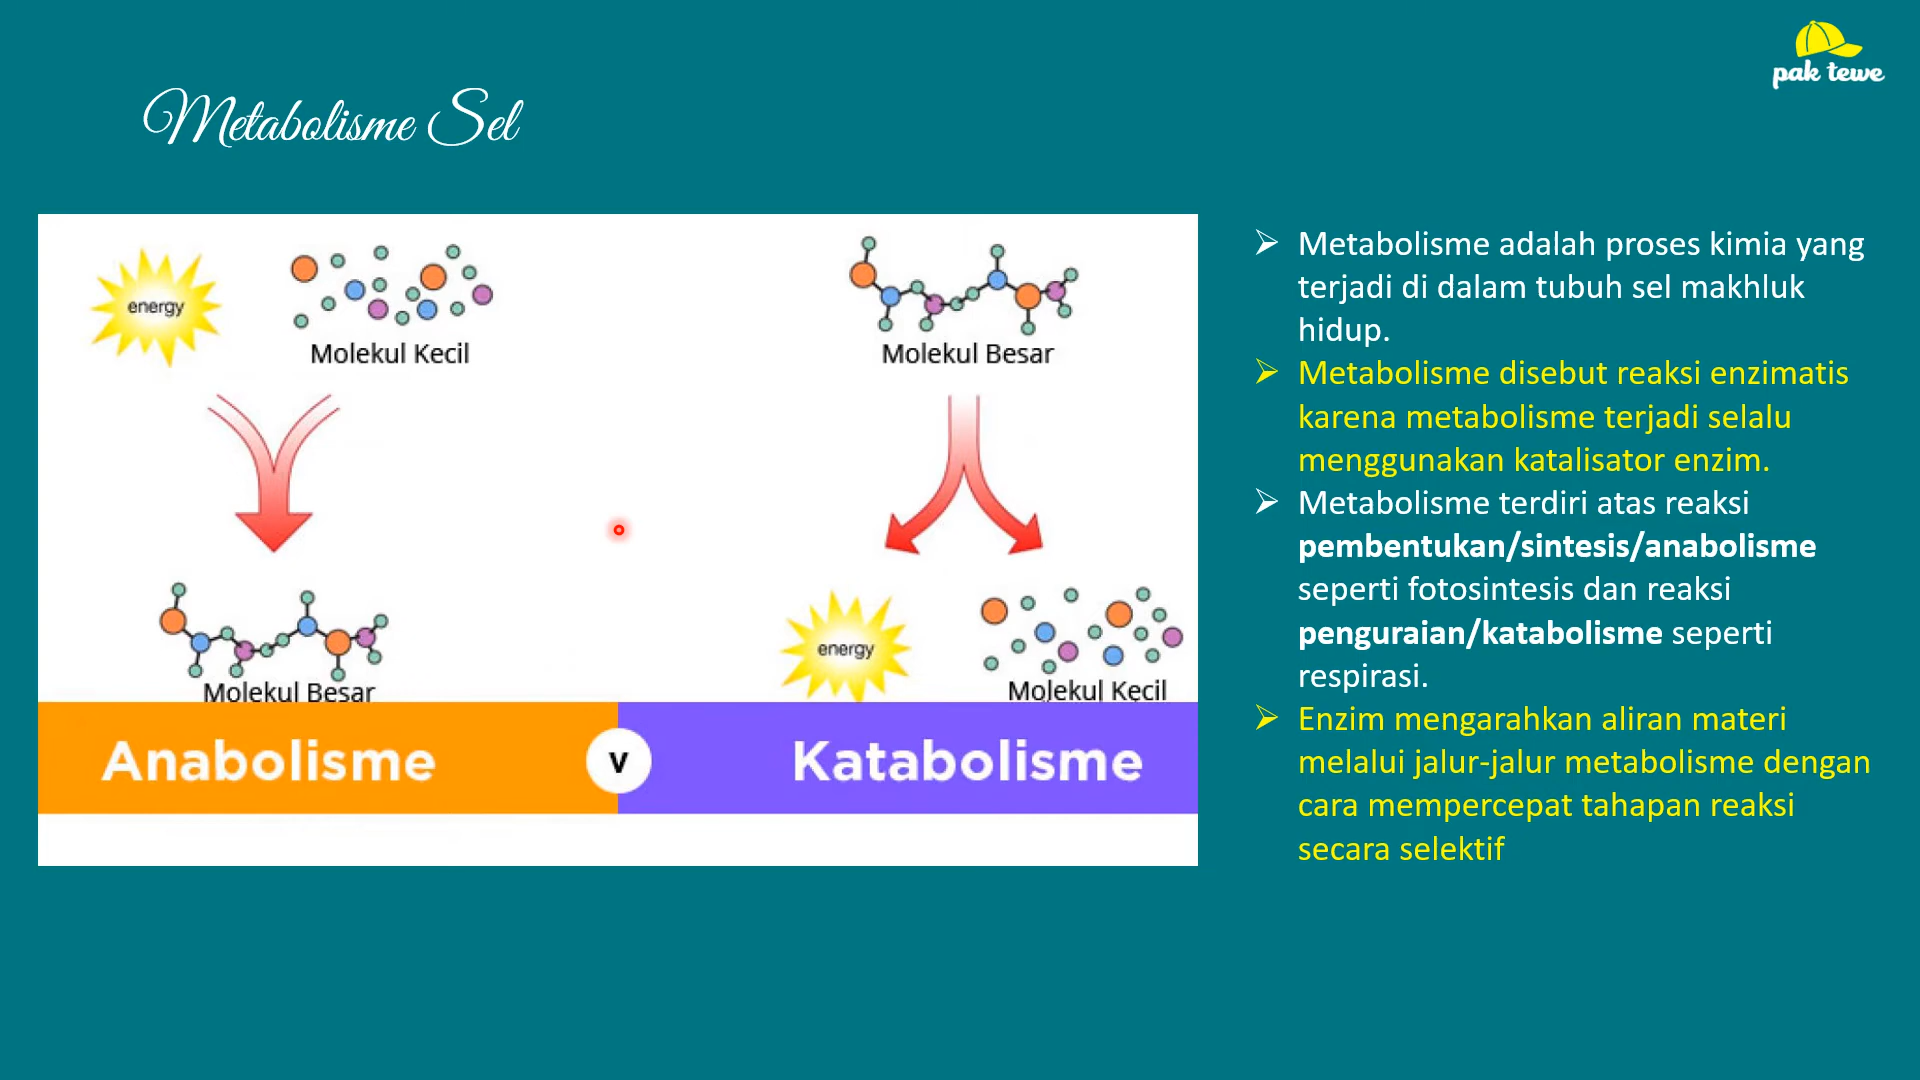 pak tewe
Metabolisme Sel
energy
Molekul Kecil
Molekul Besar
Molekul Besar
energy
Molekul Kecil
Anabolisme
v
Katabolisme
➢ Metabolisme adalah proses kimia yang
terjadi di dalam tubuh sel makhluk
hidup.
➢ Metabolisme disebut reaksi enzimatis
karena metabolisme terjadi selalu
menggunakan katalisator enzim.
➢ Metabolisme terdiri atas reaksi
pembentukan/sintesis/anabolisme
seperti fotosintesis dan reaksi
penguraian/katabolisme seperti
respirasi.
➢ Enzim mengarahkan aliran materi
melalui jalur-jalur metabolisme dengan
cara mempercepat tahapan reaksi
secara selektif